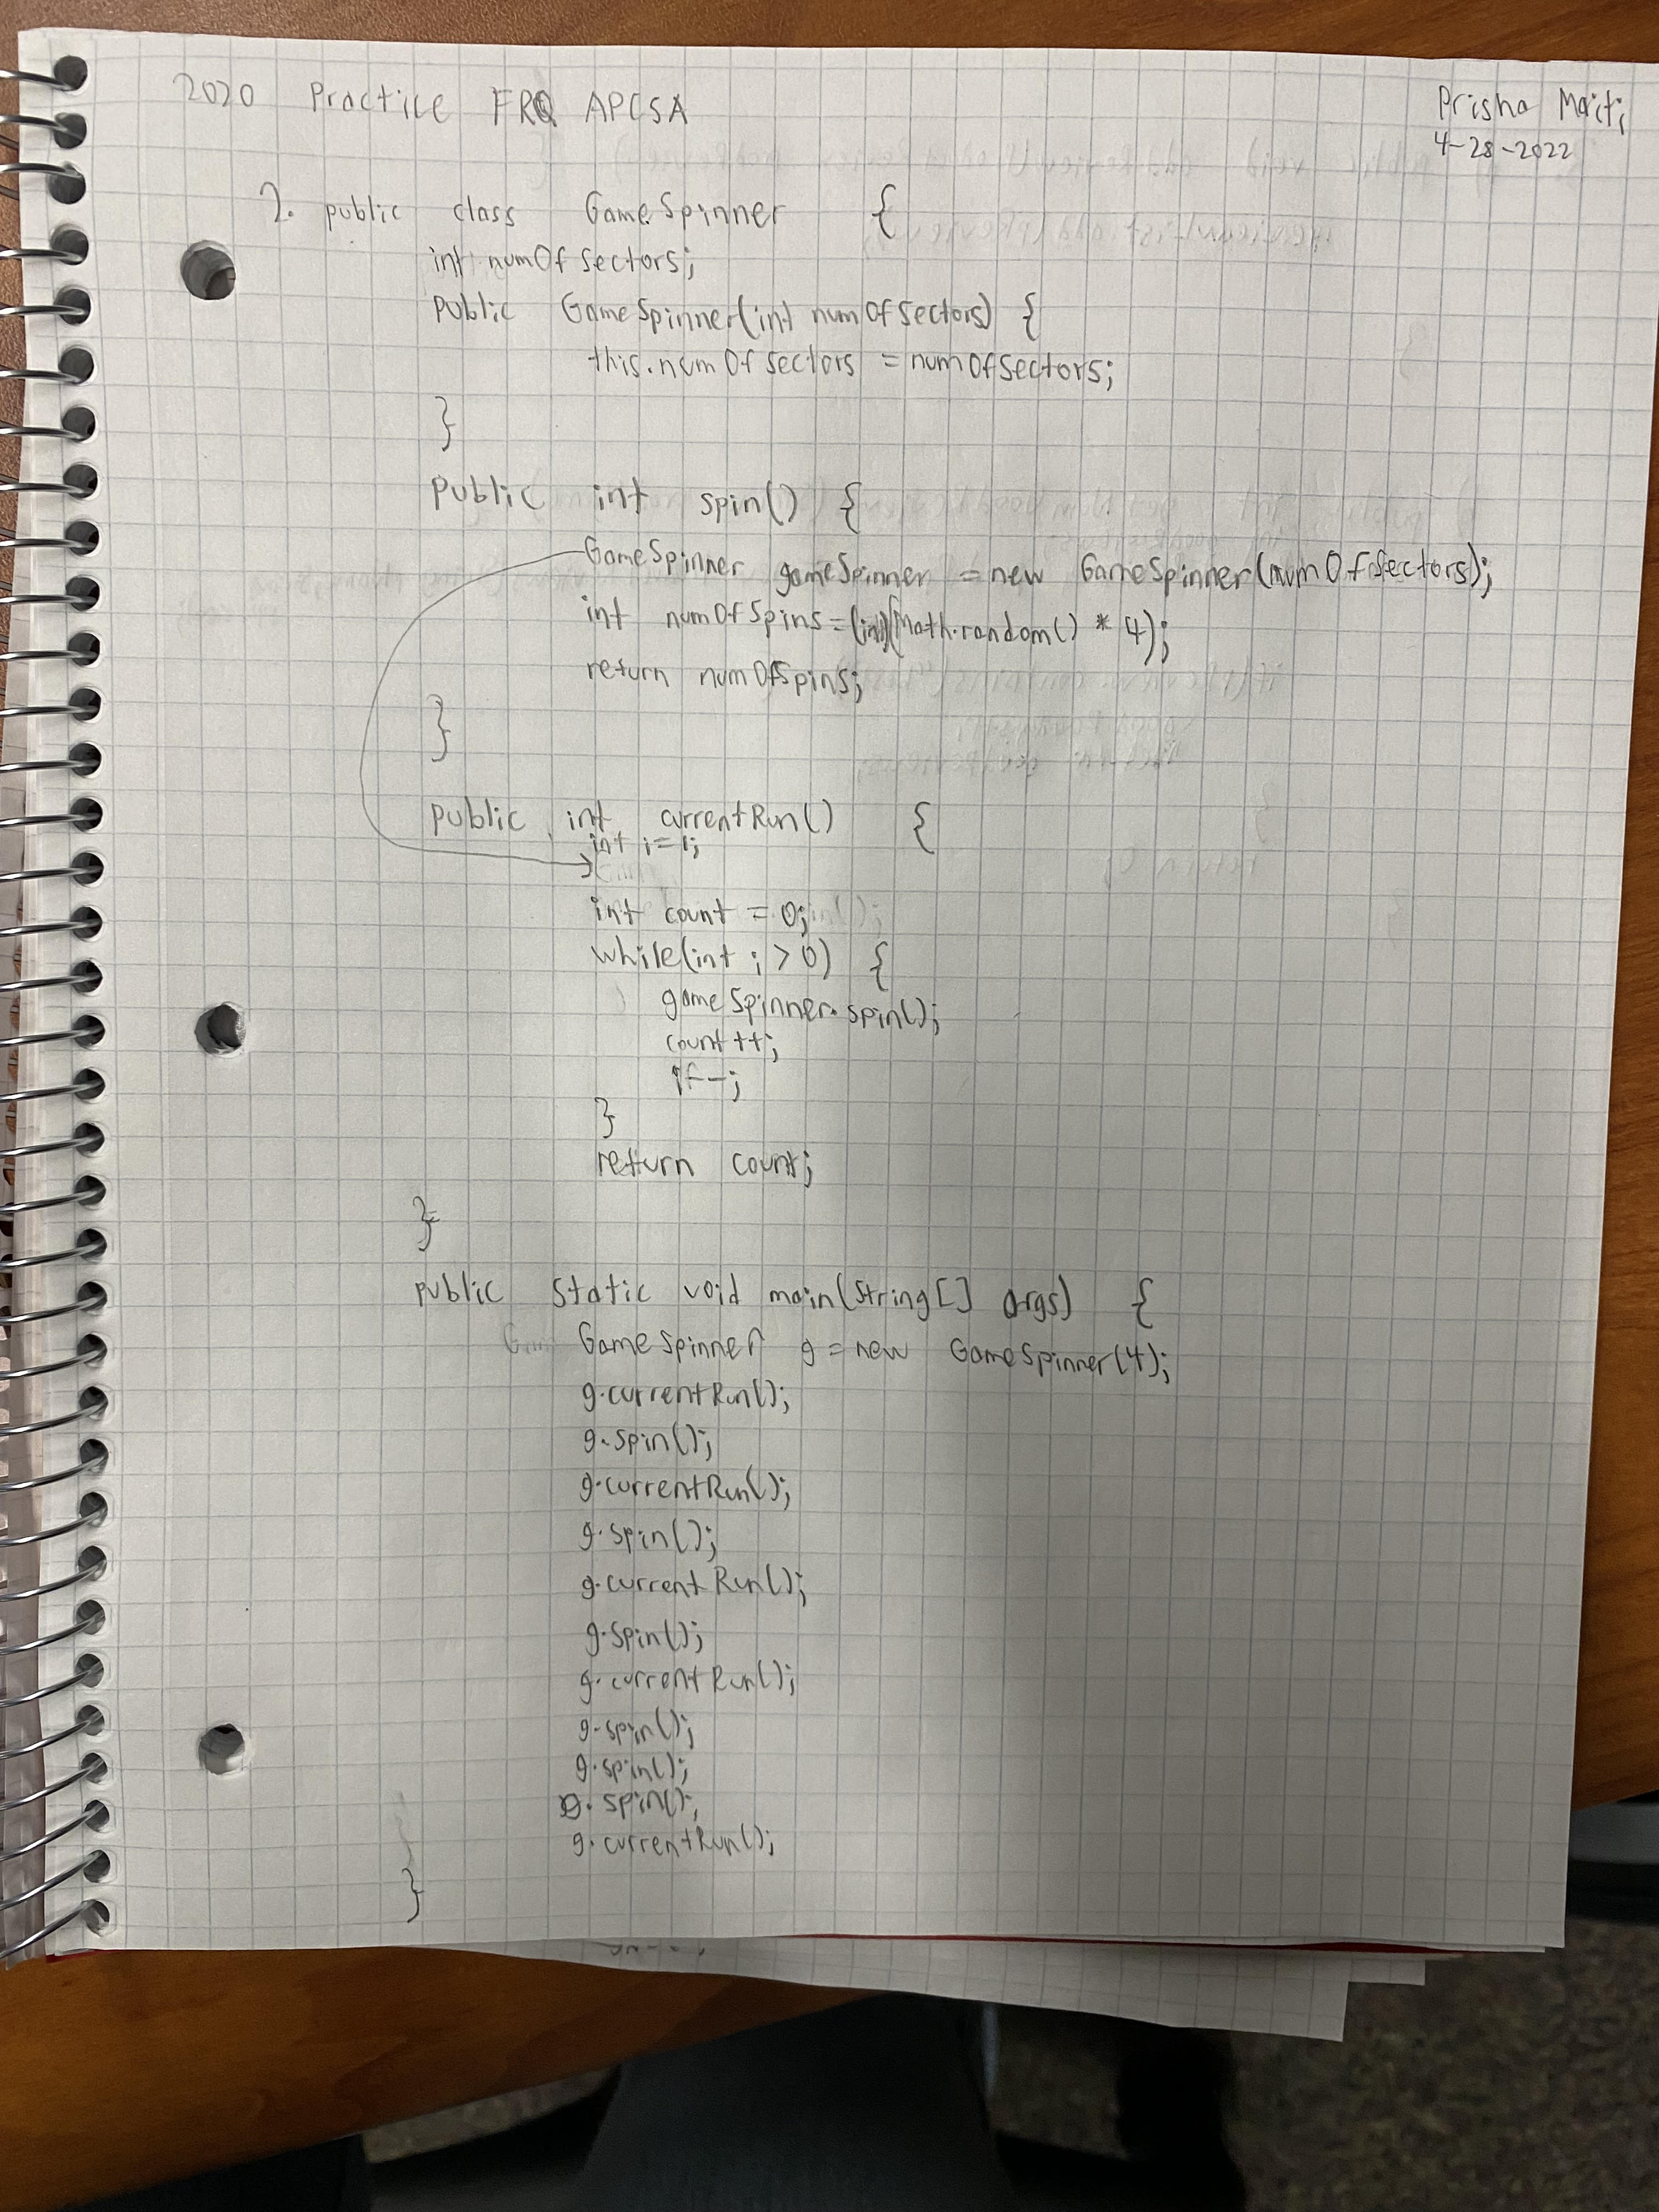 2020 Practice FRQ APCSA
Prisha Maiti
4-28-2022
2. public class GameSpinner {
int numOfSectors;
public GameSpinner(int numOfSectors) {
this.numOfSectors = numOfSectors;
}
public int spin() {
GameSpinner gameSpinner = new GameSpinner(numOfSectors);
int numOfSpins = (int)(Math.random() * 4);
return numOfSpins;
}
public int currentRun() {
int i = 1;
int count = 0;
while(int i > 0) {
gameSpinner.spin();
count++;
}
return count;
}
public static void main(String[] args) {
GameSpinner g = new GameSpinner(4);
g.currentRun();
g.spin();
g.currentRun();
g.spin();
g.currentRun();
g.spin();
g.currentRun();
g.spin();
g.spin();
g.spin();
g.currentRun();
}